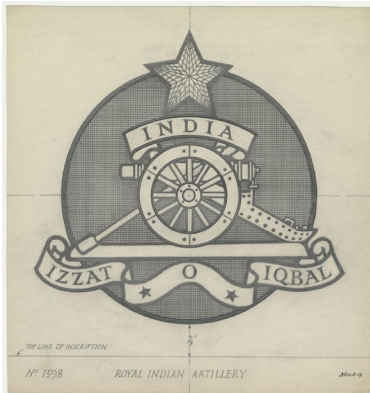 INDIA
IZZAT O IQBAL
TOP LINE OF INSCRIPTION
Nº 1598 ROYAL INDIAN ARTILLERY